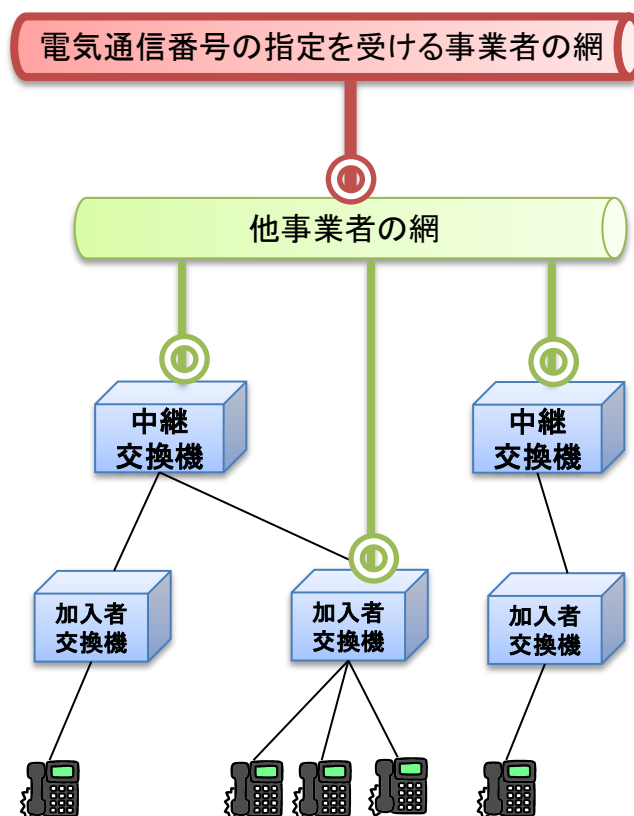 電気通信番号の指定を受ける事業者の網
他事業者の網
中継
交換機
中継
交換機
加入者
交換機
加入者
交換機
加入者
交換機